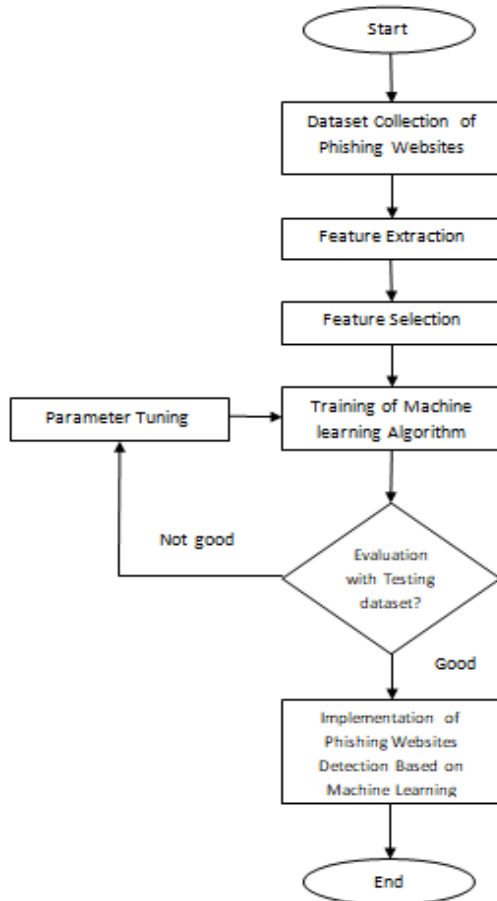 Start
Dataset Collection of
Phishing Websites
Feature Extraction
Feature Selection
Parameter Tuning
Training of Machine
learning Algorithm
Not good
Evaluation
with Testing
dataset?
Good
Implementation of
Phishing Websites
Detection Based on
Machine Learning
End